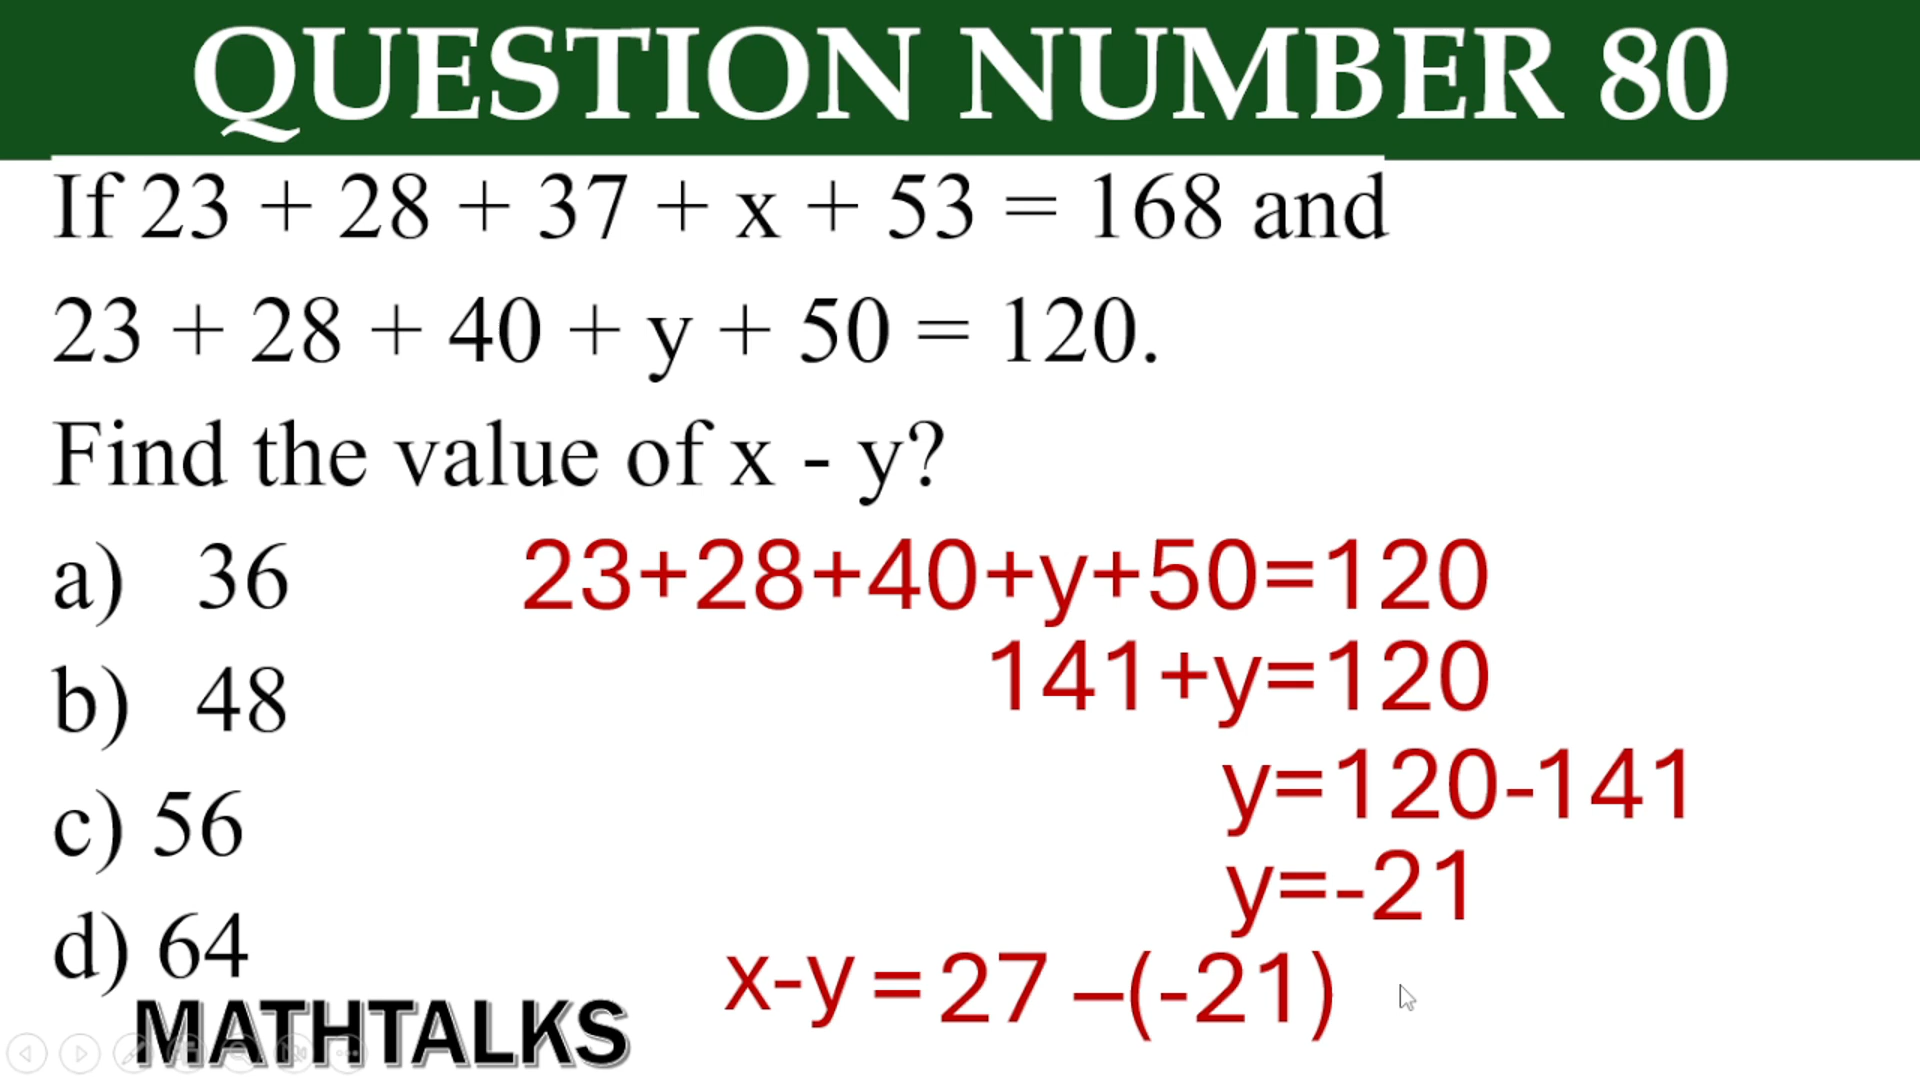 QUESTION NUMBER 80
If 23 + 28 + 37 + x + 53 = 168 and
23 + 28 + 40 + y + 50 = 120.
Find the value of x - y?
a) 36
b) 48
c) 56
d) 64
23+28+40+y+50=120
141+y=120
y=120-141
y=-21
x-y = 27 –(-21)
MATHTALKS